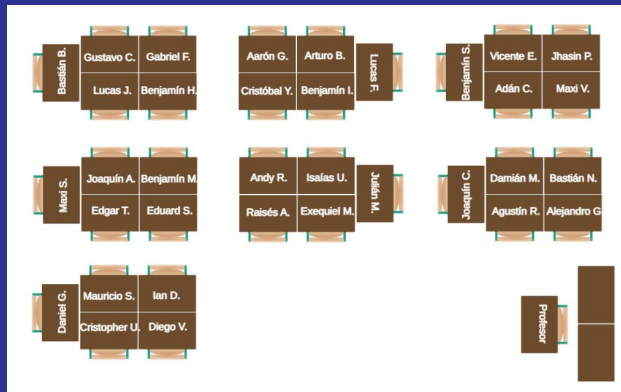 Bastián B.
Gustavo C.
Gabriel F.
Lucas J.
Benjamín H.
Aarón G.
Arturo B.
Cristóbal Y.
Benjamín I.
Lucas F.
Benjamín S.
Vicente E.
Jhasin P.
Adán C.
Maxi V.
Maxi S.
Joaquín A.
Benjamín M.
Edgar T.
Eduard S.
Andy R.
Isaías U.
Raisés A.
Exequiel M.
Julián M.
Joaquín C.
Damián M.
Bastián N.
Agustín R.
Alejandro G
Daniel G.
Mauricio S.
Ian D.
Cristopher U.
Diego V.
Profesor